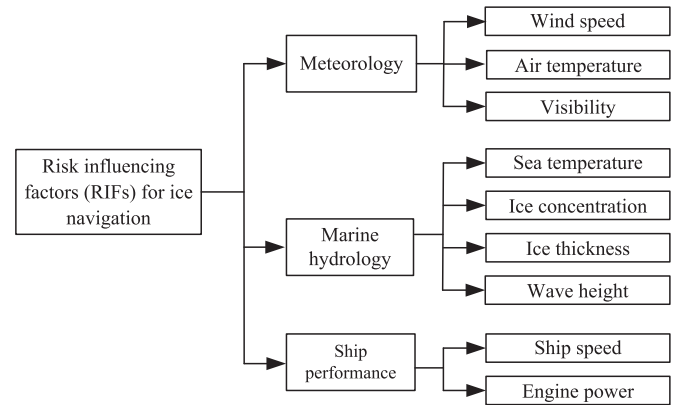 Risk influencing
factors (RIFs) for ice
navigation
Meteorology
Wind speed
Air temperature
Visibility
Marine
hydrology
Sea temperature
Ice concentration
Ice thickness
Wave height
Ship
performance
Ship speed
Engine power